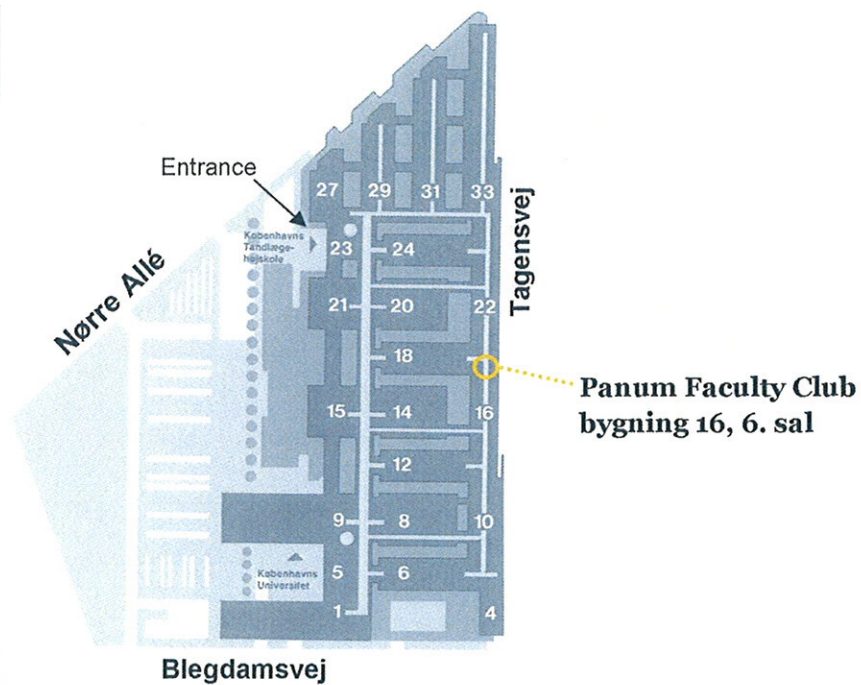 Entrance
27
29
31
33
Københavns
Tandlæge-
højskole
23
24
Tagensvej
Nørre Allé
21
20
22
18
Panum Faculty Club
bygning 16, 6. sal
15
14
16
12
9
8
10
Københavns
Universitet
5
6
1
4
Blegdamsvej